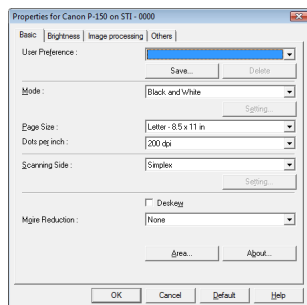 Properties for Canon P-150 on STI - 0000
Basic Brightness Image processing Others
User Preference :
Save... Delete
Mode : Black and White
Setting...
Page Size : Letter - 8.5 x 11 in
Dots per inch : 200 dpi
Scanning Side : Simplex
Setting...
Deskew
Moire Reduction : None
Area... About...
OK Cancel Default Help